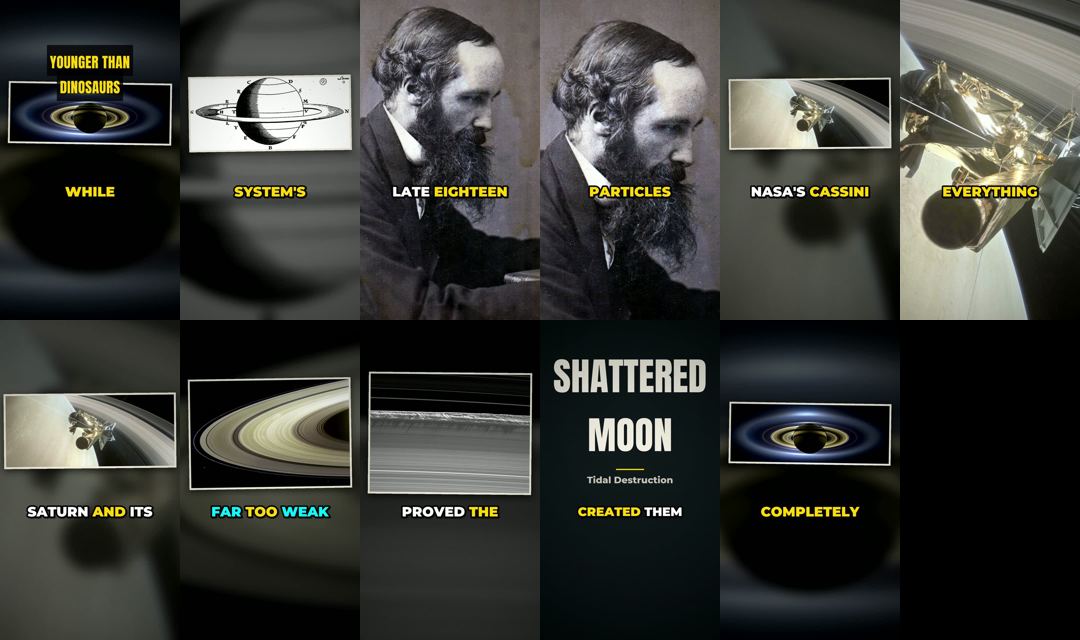 YOUNGER THAN
DINOSAURS
WHILE
SYSTEM'S
LATE EIGHTEEN
PARTICLES
NASA'S CASSINI
EVERYTHING
SATURN AND ITS
FAR TOO WEAK
PROVED THE
SHATTERED
MOON
Tidal Destruction
CREATED THEM
COMPLETELY